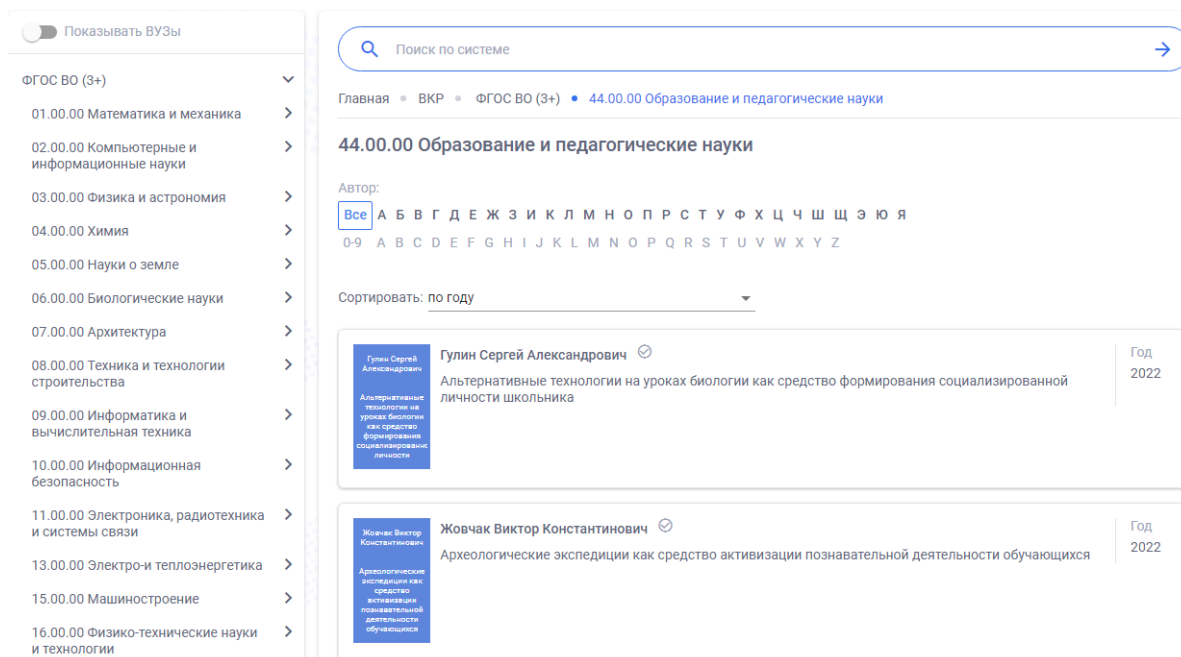 Показывать ВУЗы
ФГОС ВО (3+)
01.00.00 Математика и механика
02.00.00 Компьютерные и
информационные науки
03.00.00 Физика и астрономия
04.00.00 Химия
05.00.00 Науки о земле
06.00.00 Биологические науки
07.00.00 Архитектура
08.00.00 Техника и технологии
строительства
09.00.00 Информатика и
вычислительная техника
10.00.00 Информационная
безопасность
11.00.00 Электроника, радиотехника
и системы связи
13.00.00 Электро-и теплоэнергетика
15.00.00 Машиностроение
16.00.00 Физико-технические науки
и технологии
Поиск по системе
Главная ВКР ФГОС ВО (3+) 44.00.00 Образование и педагогические науки
44.00.00 Образование и педагогические науки
Автор:
Все А Б В Г Д Е Ж З И К Л М Н О П Р С Т У Ф Х Ц Ч Ш Щ Э Ю Я
0-9 A B C D E F G H I J K L M N O P Q R S T U V W X Y Z
Сортировать: по году
Гулин Сергей
Александрович
Альтернативные
технологии на
уроках биологии
как средство
формирования
социализированнс
личности
Гулин Сергей Александрович
Альтернативные технологии на уроках биологии как средство формирования социализированной
личности школьника
Год
2022
Жовчак Виктор
Константинович
Археологические
экспедиции как
средство
активизации
познавательной
деятельности
обучающихся
Жовчак Виктор Константинович
Археологические экспедиции как средство активизации познавательной деятельности обучающихся
Год
2022